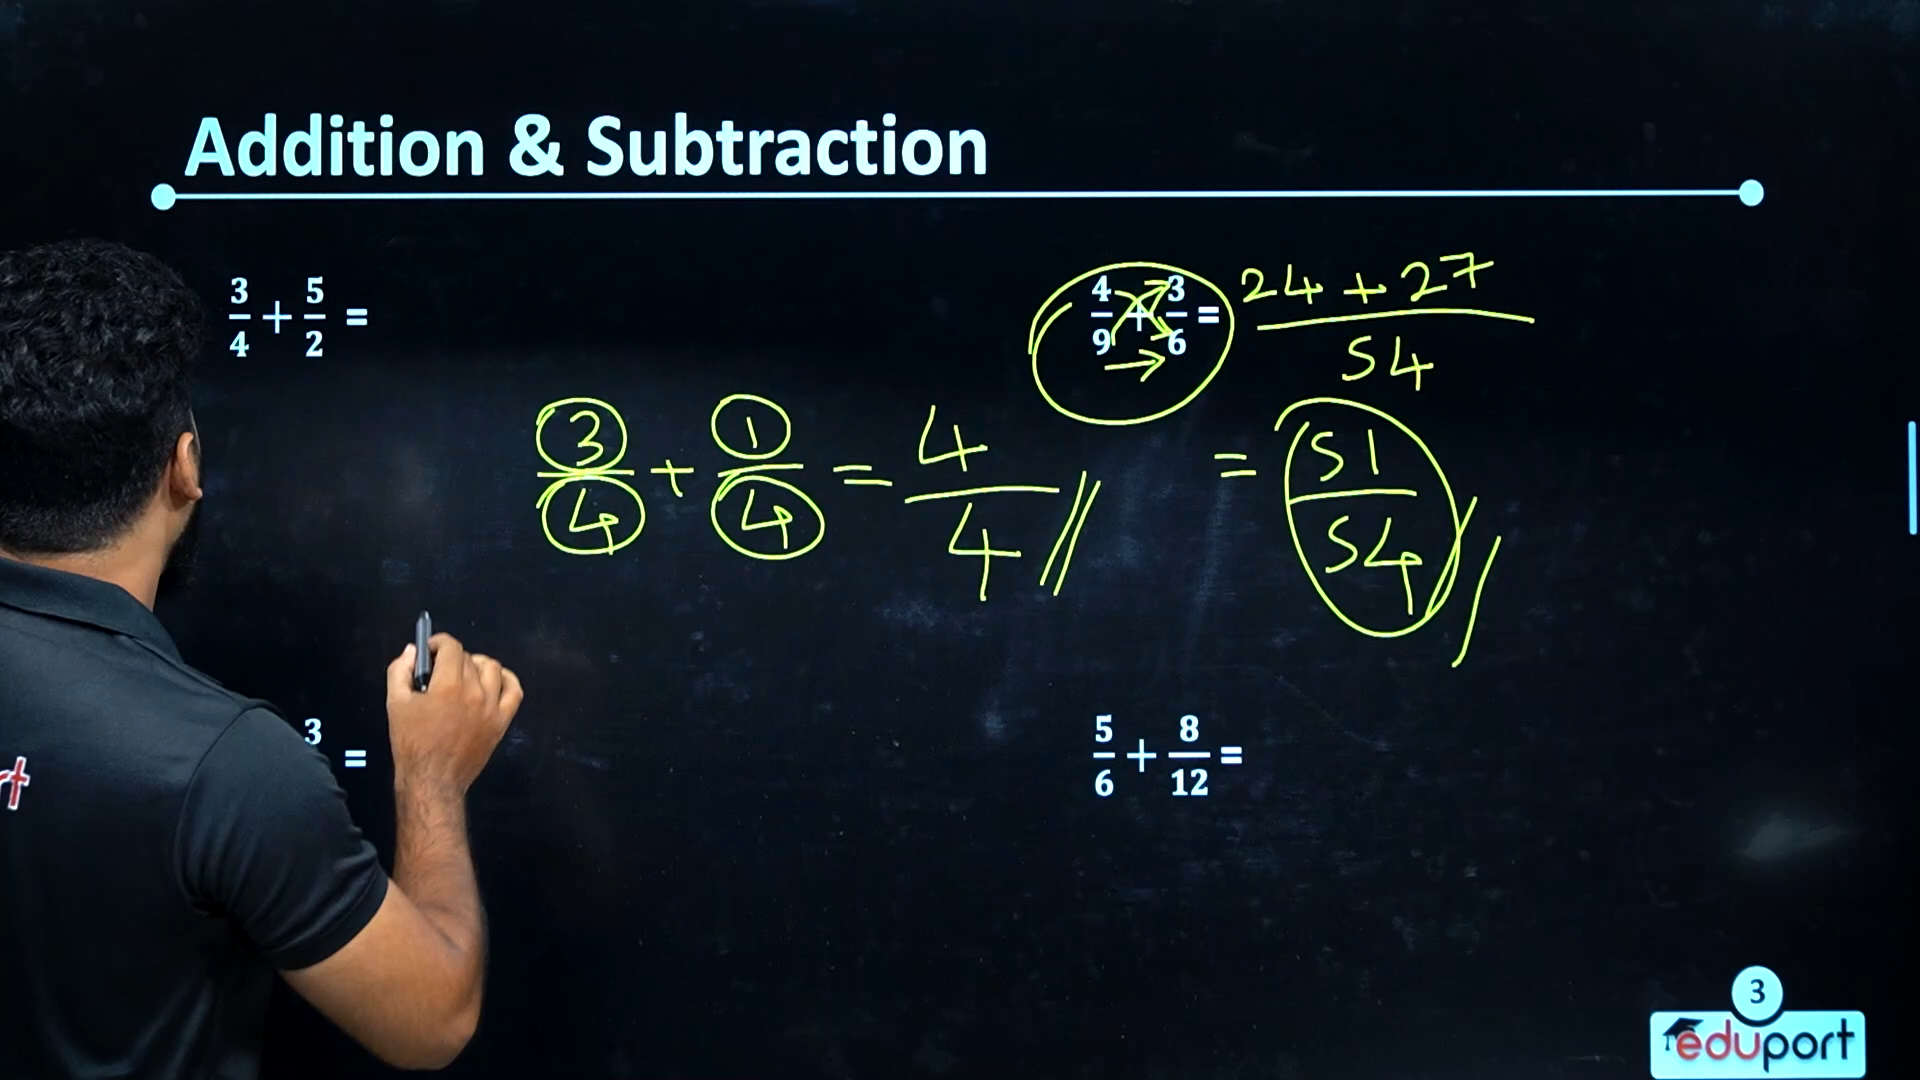 Addition & Subtraction
3/4 + 5/2 =
4/9 + 3/6 = 24 + 27 / 54
3/4 + 1/4 = 4/4 //
= 51/54 //
3 =
5/6 + 8/12 =
rt
3
eduport